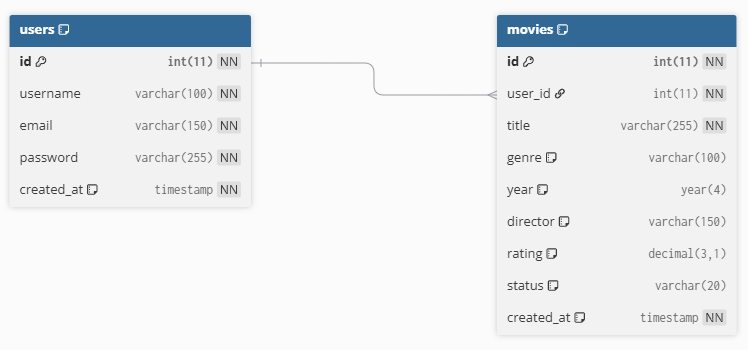 users
id int(11) NN
username varchar(100) NN
email varchar(150) NN
password varchar(255) NN
created_at timestamp NN
movies
id int(11) NN
user_id int(11) NN
title varchar(255) NN
genre varchar(100)
year year(4)
director varchar(150)
rating decimal(3,1)
status varchar(20)
created_at timestamp NN